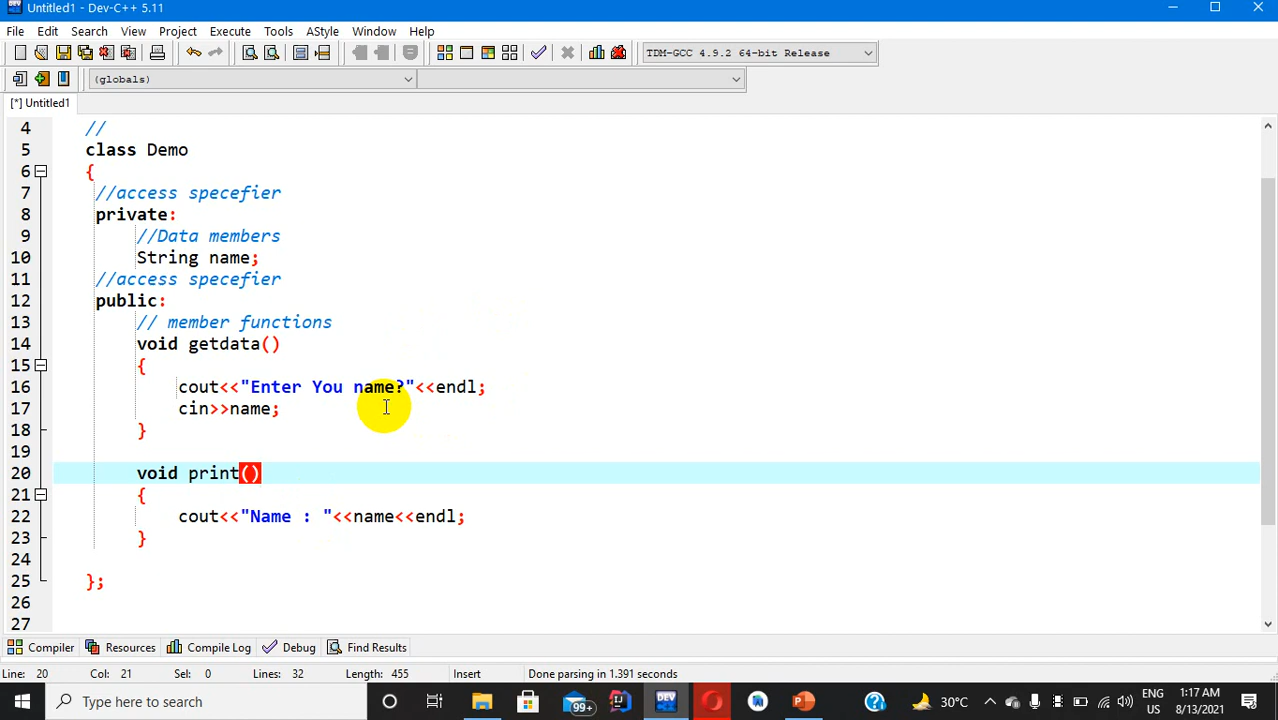 Untitled1 - Dev-C++ 5.11
File Edit Search View Project Execute Tools AStyle Window Help
TDM-GCC 4.9.2 64-bit Release
(globals)
[*] Untitled1
4 //
5 class Demo
6 {
7 //access specefier
8 private:
9 //Data members
10 String name;
11 //access specefier
12 public:
13 // member functions
14 void getdata()
15 {
16 cout<<"Enter You name?"<<endl;
17 cin>>name;
18 }
19
20 void print()
21 {
22 cout<<"Name : "<<name<<endl;
23 }
24
25 };
26
27
Compiler Resources Compile Log Debug Find Results
Line: 20 Col: 21 Sel: 0 Lines: 32 Length: 455 Insert Done parsing in 1.391 seconds
Type here to search
99+
DEV
30°C
ENG
US
1:17 AM
8/13/2021